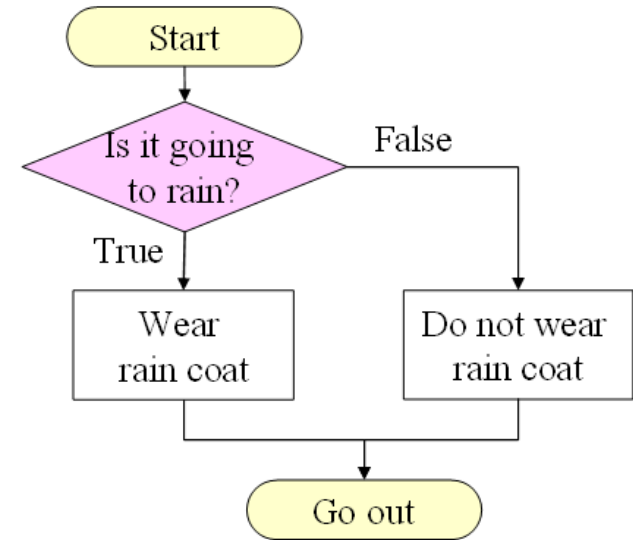 Start
Is it going
to rain?
False
True
Wear
rain coat
Do not wear
rain coat
Go out